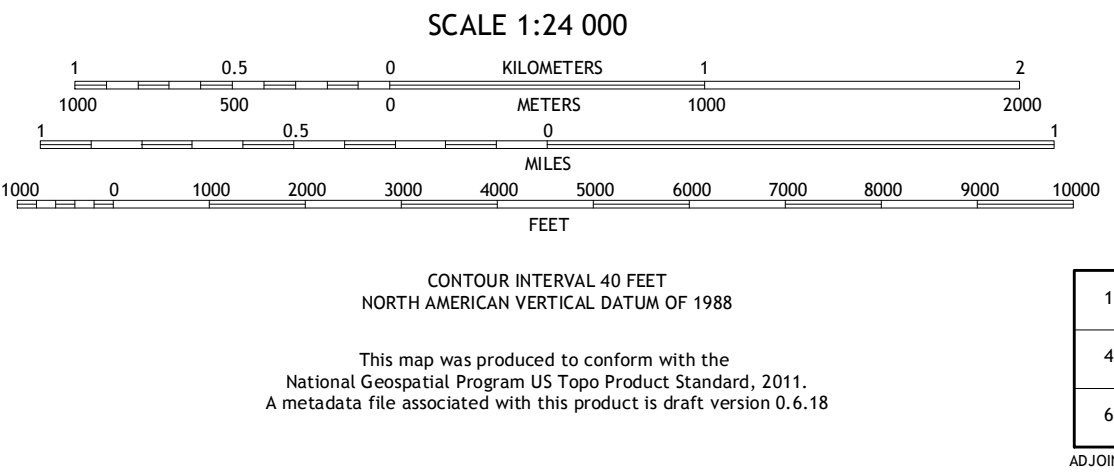 SCALE 1:24 000
1 0.5 0 KILOMETERS 1 2
1000 500 0 METERS 1000 2000
1 0.5 0 1
MILES
1000 0 1000 2000 3000 4000 5000 6000 7000 8000 9000 10000
FEET
CONTOUR INTERVAL 40 FEET
NORTH AMERICAN VERTICAL DATUM OF 1988
This map was produced to conform with the
National Geospatial Program US Topo Product Standard, 2011.
A metadata file associated with this product is draft version 0.6.18
1
4
6
ADJOIN